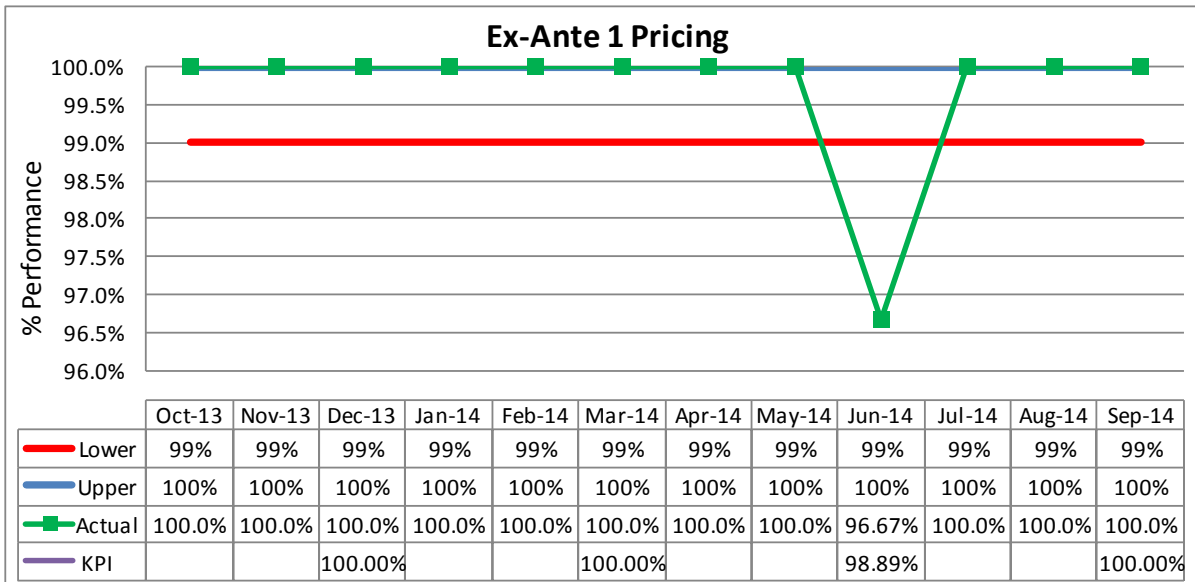 Ex-Ante 1 Pricing
% Performance
100.0%
99.5%
99.0%
98.5%
98.0%
97.5%
97.0%
96.5%
96.0%
Oct-13 Nov-13 Dec-13 Jan-14 Feb-14 Mar-14 Apr-14 May-14 Jun-14 Jul-14 Aug-14 Sep-14
Lower 99% 99% 99% 99% 99% 99% 99% 99% 99% 99% 99% 99%
Upper 100% 100% 100% 100% 100% 100% 100% 100% 100% 100% 100% 100%
Actual 100.0% 100.0% 100.0% 100.0% 100.0% 100.0% 100.0% 100.0% 96.67% 100.0% 100.0% 100.0%
KPI 100.00% 100.00% 98.89% 100.00%